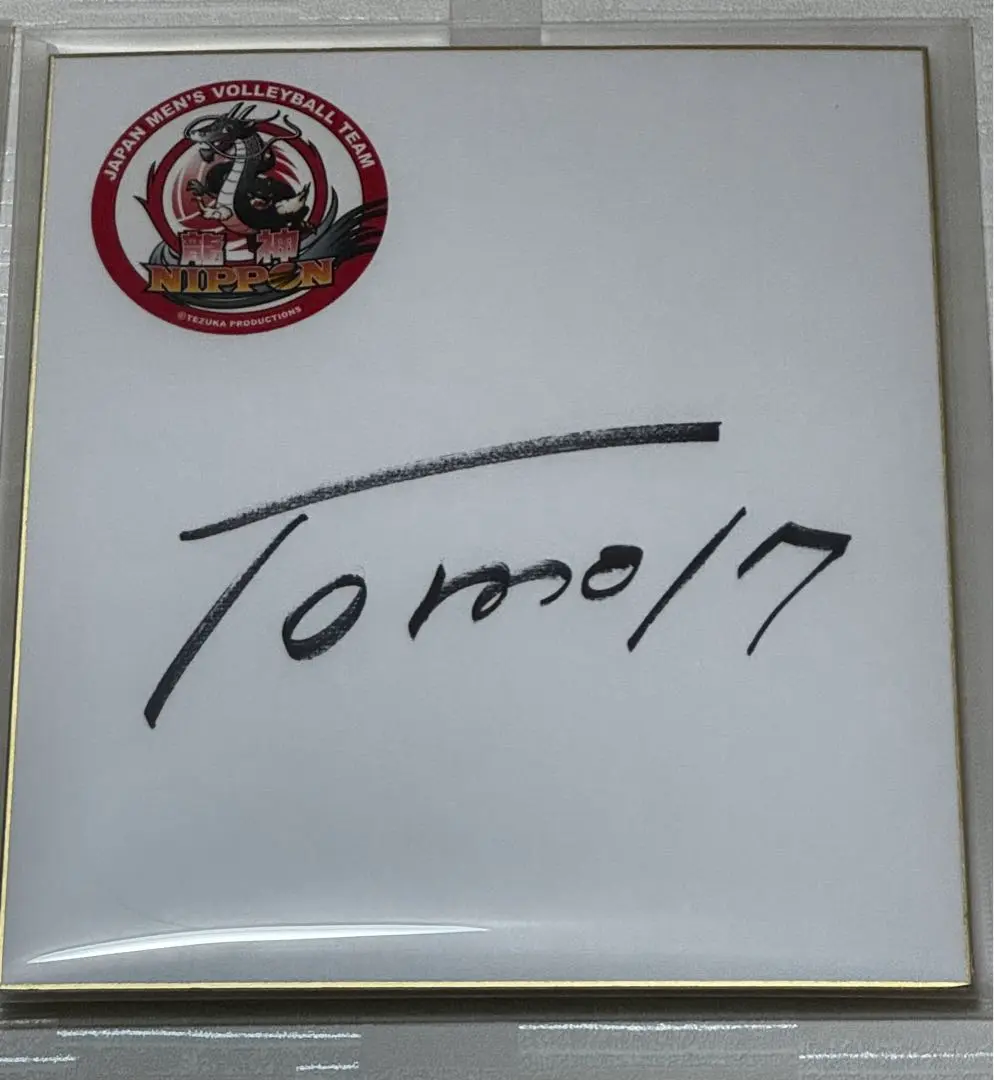 JAPAN MEN'S VOLLEYBALL TEAM
龍神
NIPPON
©TEZUKA PRODUCTIONS
Tomo17